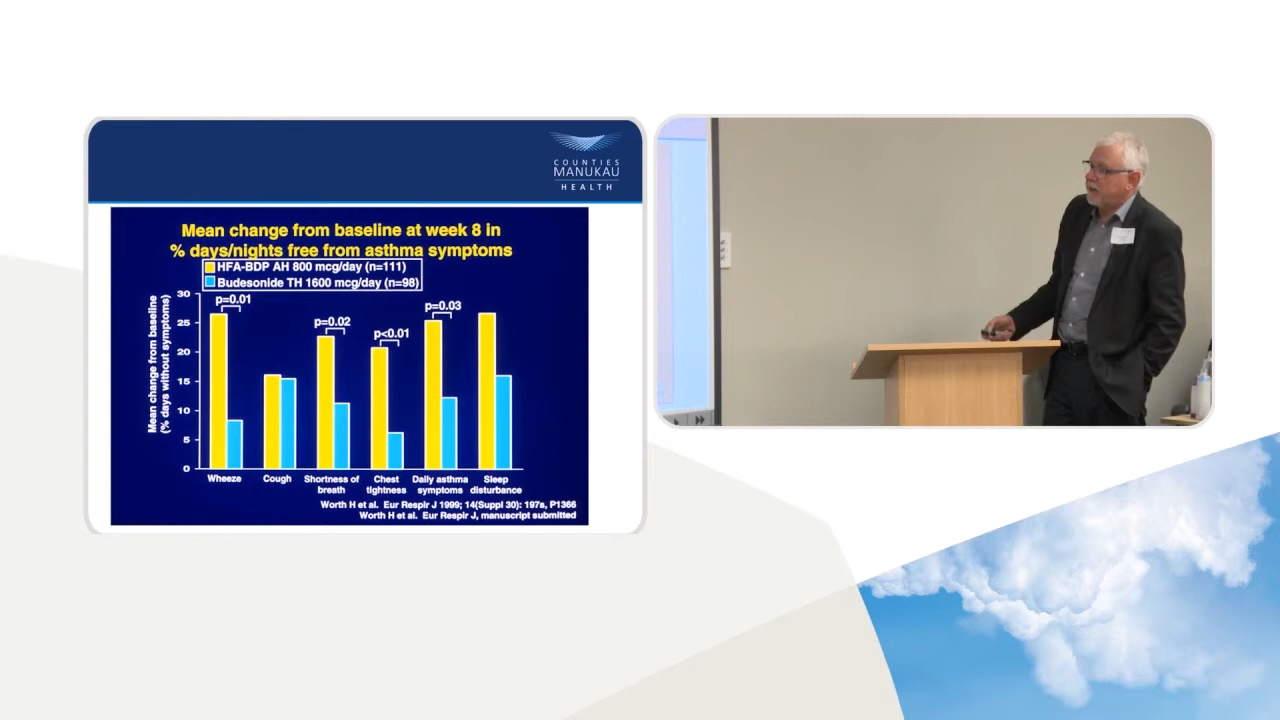 COUNTIES
MANUKAU
HEALTH
Mean change from baseline at week 8 in
% days/nights free from asthma symptoms
HFA-BDP AH 800 mcg/day (n=111)
Budesonide TH 1600 mcg/day (n=98)
Mean change from baseline
(% days without symptoms)
30
25
20
15
10
5
0
p=0.01
p=0.02
p<0.01
p=0.03
Wheeze
Cough
Shortness of
breath
Chest
tightness
Daily asthma
symptoms
Sleep
disturbance
Worth H et al. Eur Respir J 1999; 14(Suppl 30): 197s, P1366
Worth H et al. Eur Respir J, manuscript submitted